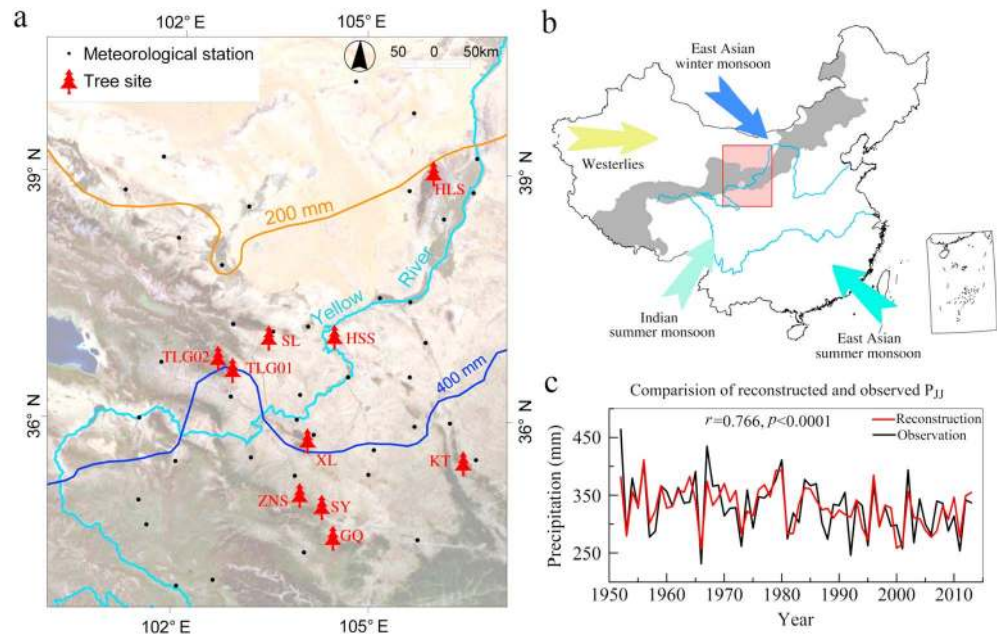 a
102° E
105° E
Meteorological station
Tree site
50 0 50km
39° N
39° N
36° N
36° N
200 mm
400 mm
Yellow River
HLS
SL
HSS
TLG02
TLG01
XL
KT
ZNS
SY
GQ
102° E
105° E
b
East Asian
winter monsoon
Westerlies
Indian
summer monsoon
East Asian
summer monsoon
c
Comparision of reconstructed and observed PJJ
r=0.766, p<0.0001
Reconstruction
Observation
Precipitation (mm)
450
350
250
1950 1960 1970 1980 1990 2000 2010
Year